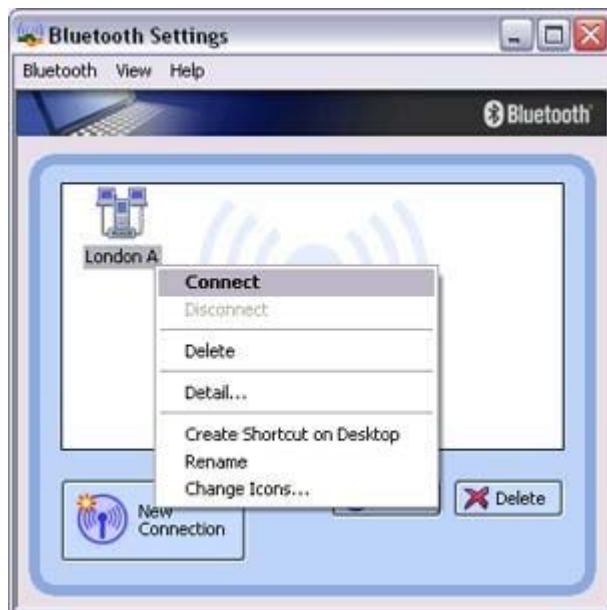 Bluetooth Settings
Bluetooth View Help
Bluetooth
London A
Connect
Disconnect
Delete
Detail...
Create Shortcut on Desktop
Rename
Change Icons...
New
Connection
Delete